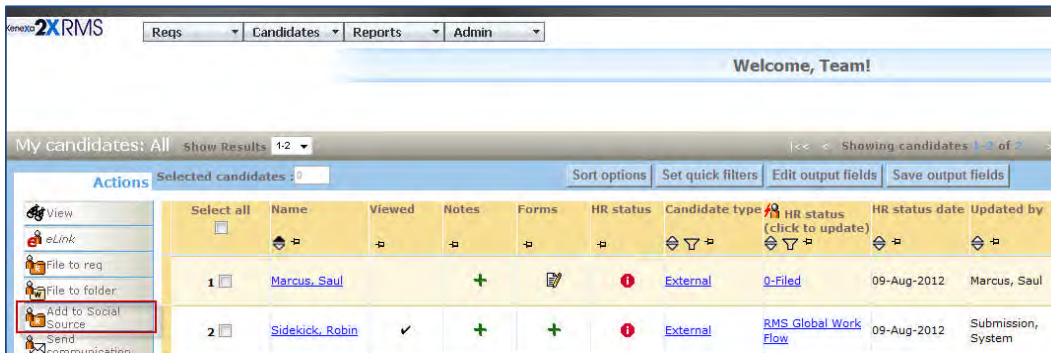 Kenexa 2XRMS
Reqs Candidates Reports Admin
Welcome, Team!
My candidates: All Show Results 1-2 |<< < Showing candidates 1-2 of 2
Actions Selected candidates : 0 Sort options Set quick filters Edit output fields Save output fields
View
eLink
File to req
File to folder
Add to Social
Source
Send
communication
Select all Name Viewed Notes Forms HR status Candidate type HR status
(click to update) HR status date Updated by
1 Marcus, Saul External 0-Filed 09-Aug-2012 Marcus, Saul
2 Sidekick, Robin External RMS Global Work
Flow 09-Aug-2012 Submission,
System